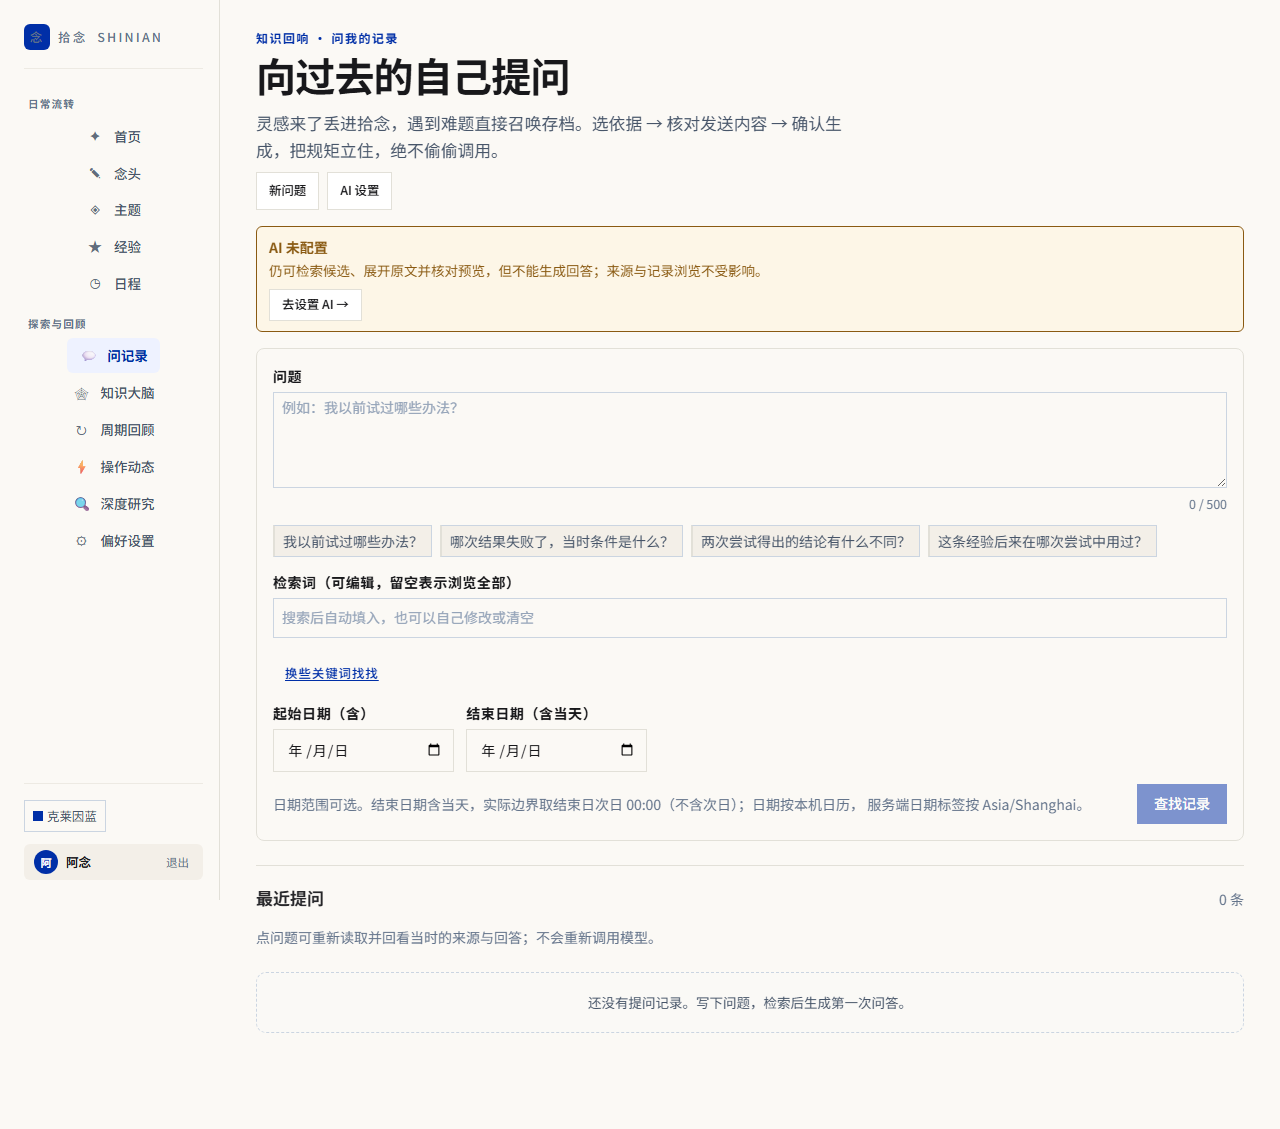 念 拾念 SHINIAN
日常流转
✦ 首页
✎ 念头
◈ 主题
★ 经验
◷ 日程
探索与回顾
💭 问记录
🕸 知识大脑
↻ 周期回顾
⚡ 操作动态
🔍 深度研究
⚙ 偏好设置
克莱因蓝
阿 阿念 退出
知识回响 · 问我的记录
向过去的自己提问
灵感来了丢进拾念，遇到难题直接召唤存档。选依据 → 核对发送内容 → 确认生
成，把规矩立住，绝不偷偷调用。
新问题 AI 设置
AI 未配置
仍可检索候选、展开原文并核对预览，但不能生成回答；来源与记录浏览不受影响。
去设置 AI →
问题
例如：我以前试过哪些办法？
0 / 500
我以前试过哪些办法？ 哪次结果失败了，当时条件是什么？ 两次尝试得出的结论有什么不同？ 这条经验后来在哪次尝试中用过？
检索词（可编辑，留空表示浏览全部）
搜索后自动填入，也可以自己修改或清空
换些关键词找找
起始日期（含） 结束日期（含当天）
年 /月/日 年 /月/日
日期范围可选。结束日期含当天，实际边界取结束日次日 00:00（不含次日）；日期按本机日历， 服务端日期标签按 Asia/Shanghai。 查找记录
最近提问 0 条
点问题可重新读取并回看当时的来源与回答；不会重新调用模型。
还没有提问记录。写下问题，检索后生成第一次问答。